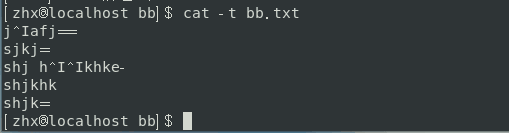 [zhx@localhost bb]$ cat -t bb.txt
j^Iafj==
sjkj=
shj h^I^Ikhke-
shjkhk
shjk=
[zhx@localhost bb]$